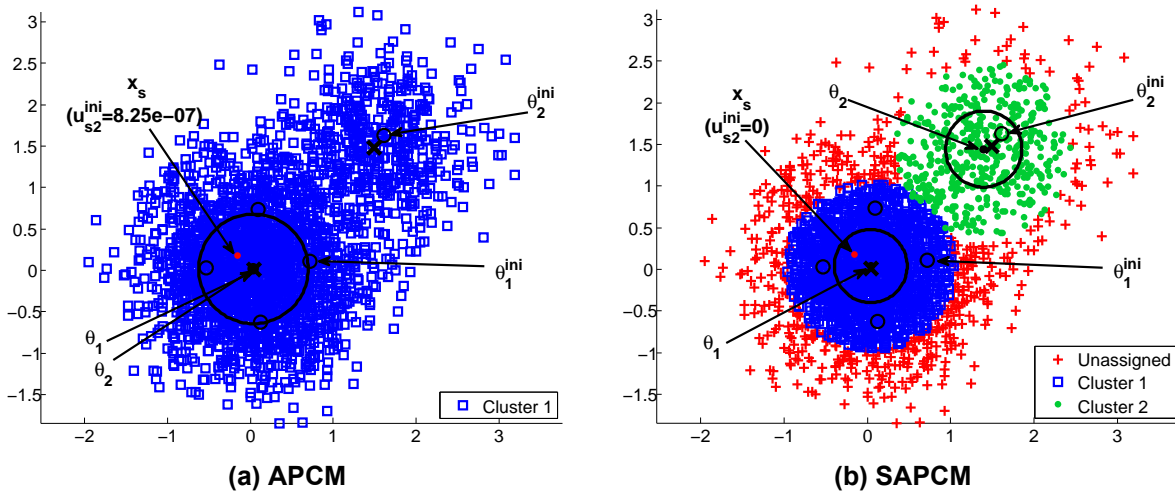 3
2.5
2
1.5
1
0.5
0
−0.5
−1
−1.5
−2
−1
0
1
2
3
x_s
(u_s2^ini=8.25e−07)
θ_2^ini
θ_1^ini
θ_1
θ_2
Cluster 1
(a) APCM
3
2.5
2
1.5
1
0.5
0
−0.5
−1
−1.5
−2
−1
0
1
2
3
x_s
(u_s2^ini=0)
θ_2
θ_2^ini
θ_1^ini
θ_1
Unassigned
Cluster 1
Cluster 2
(b) SAPCM